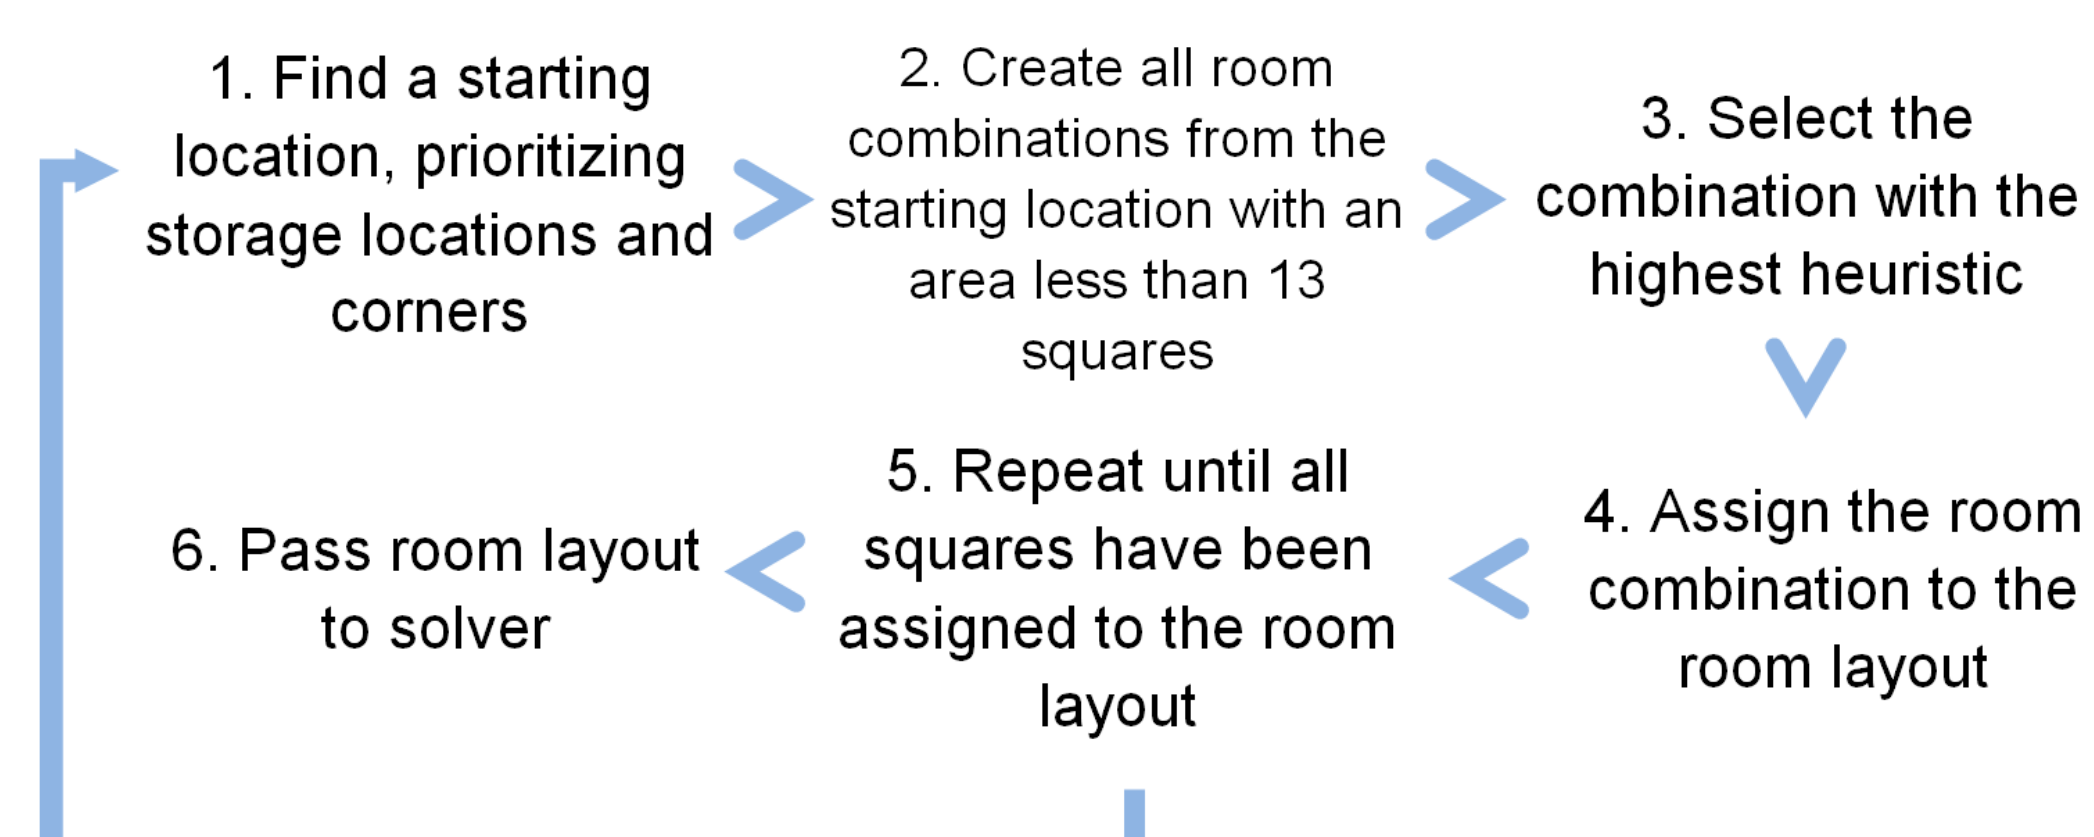 1. Find a starting
location, prioritizing
storage locations and
corners
2. Create all room
combinations from the
starting location with an
area less than 13
squares
3. Select the
combination with the
highest heuristic
4. Assign the room
combination to the
room layout
5. Repeat until all
squares have been
assigned to the room
layout
6. Pass room layout
to solver